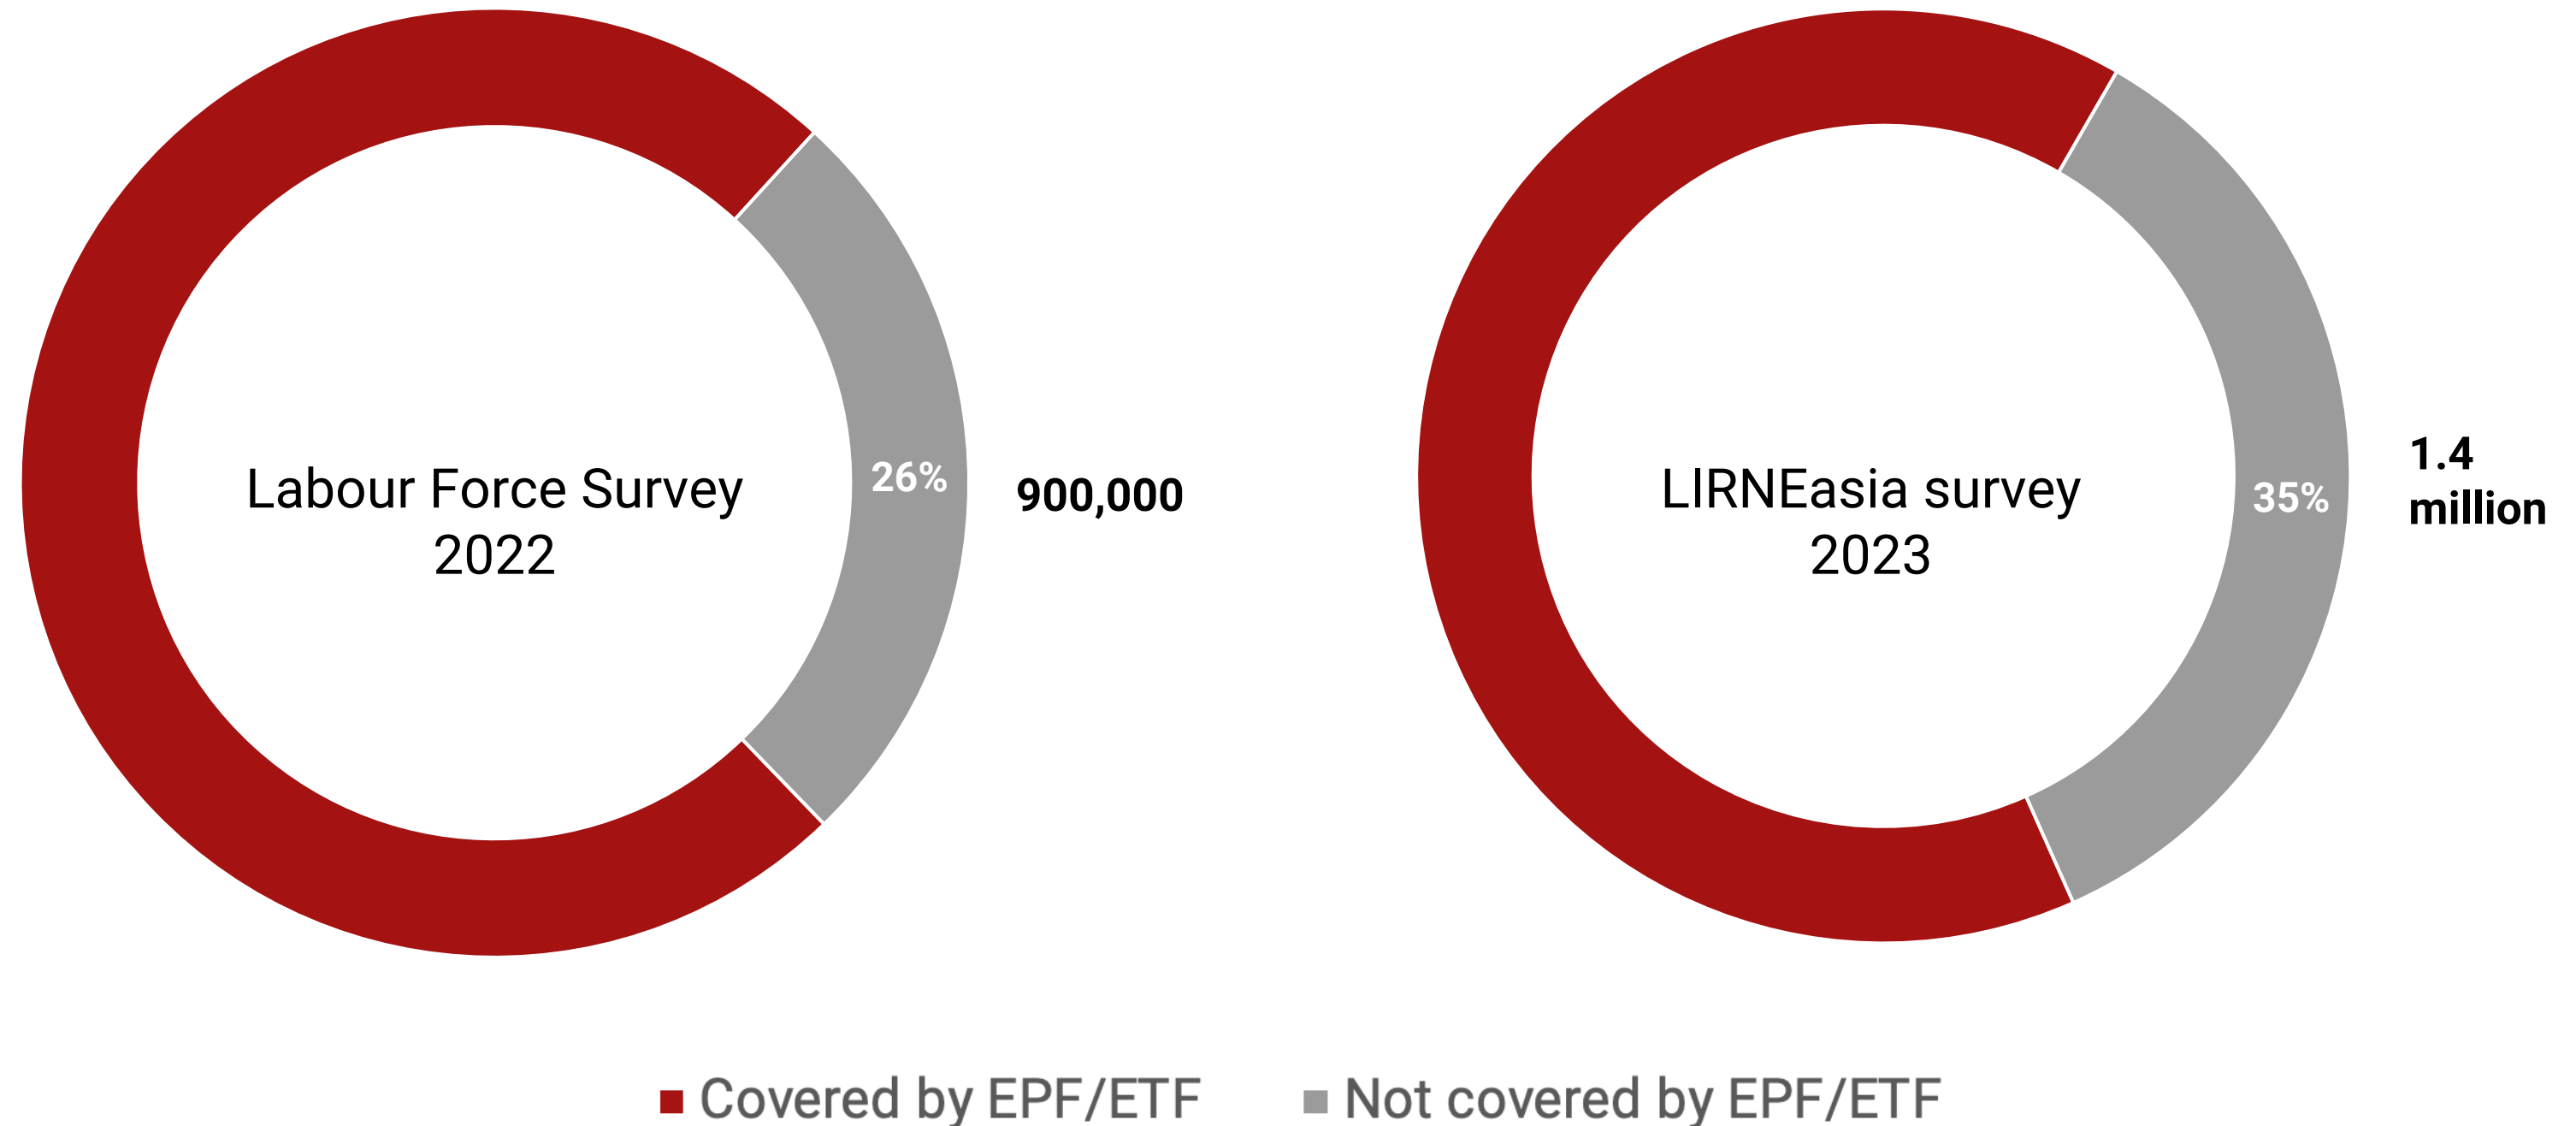 Labour Force Survey
2022
26%
900,000
LIRNEasia survey
2023
35%
1.4
million
Covered by EPF/ETF
Not covered by EPF/ETF